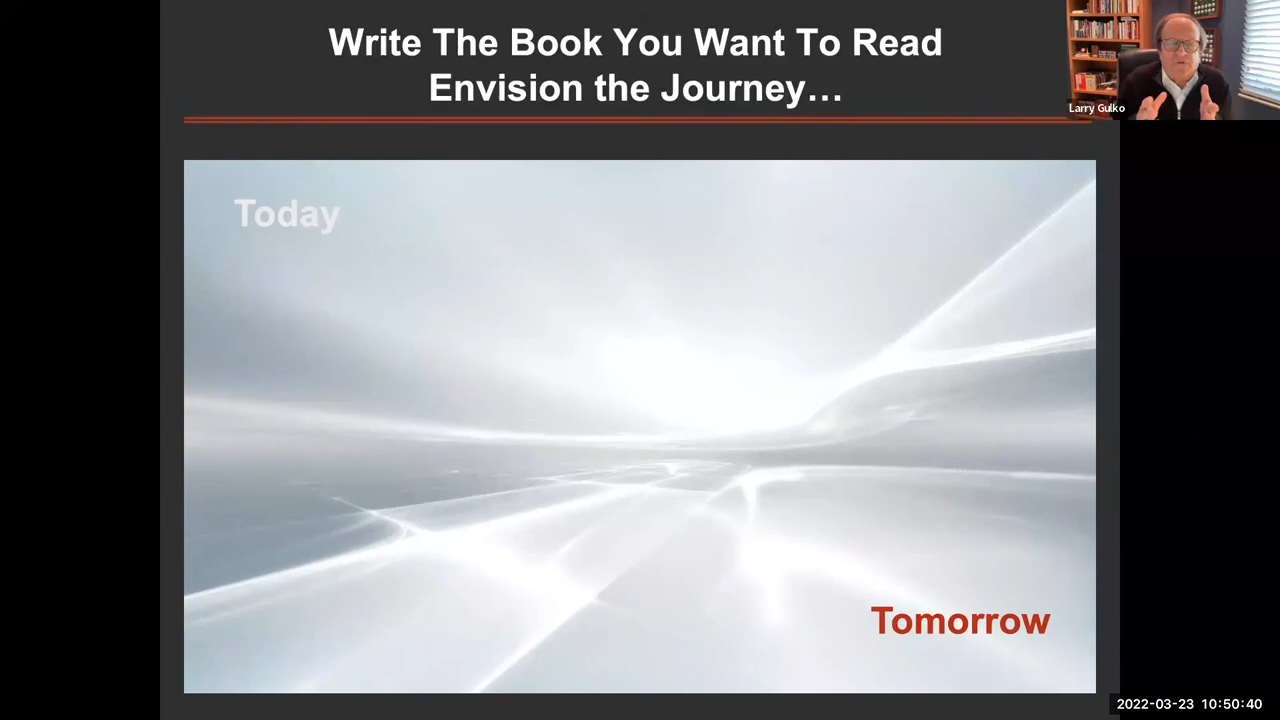 Write The Book You Want To Read
Envision the Journey…
Larry Gulko
Today
Tomorrow
2022-03-23 10:50:40